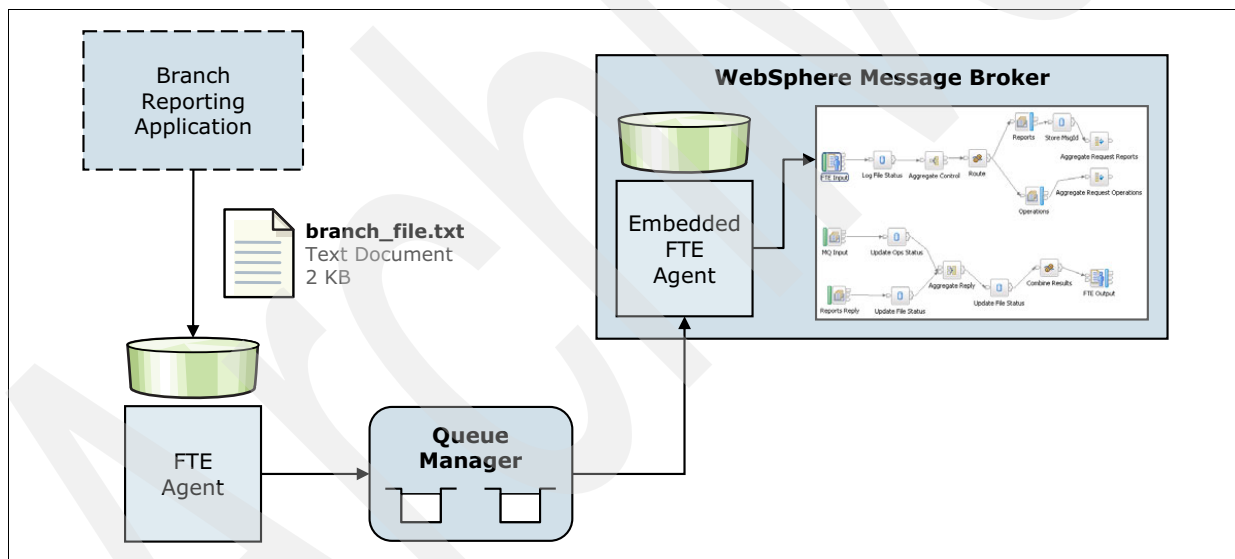 Branch
Reporting
Application
branch_file.txt
Text Document
2 KB
FTE
Agent
Queue
Manager
WebSphere Message Broker
Embedded
FTE
Agent
FTE Input
Log File Status
Aggregate Control
Route
Reports
Store MsgId
Aggregate Request Reports
Operations
Aggregate Request Operations
MQ Input
Update Ops Status
Aggregate Reply
Reports Reply
Update File Status
Update File Status
Combine Results
FTE Output